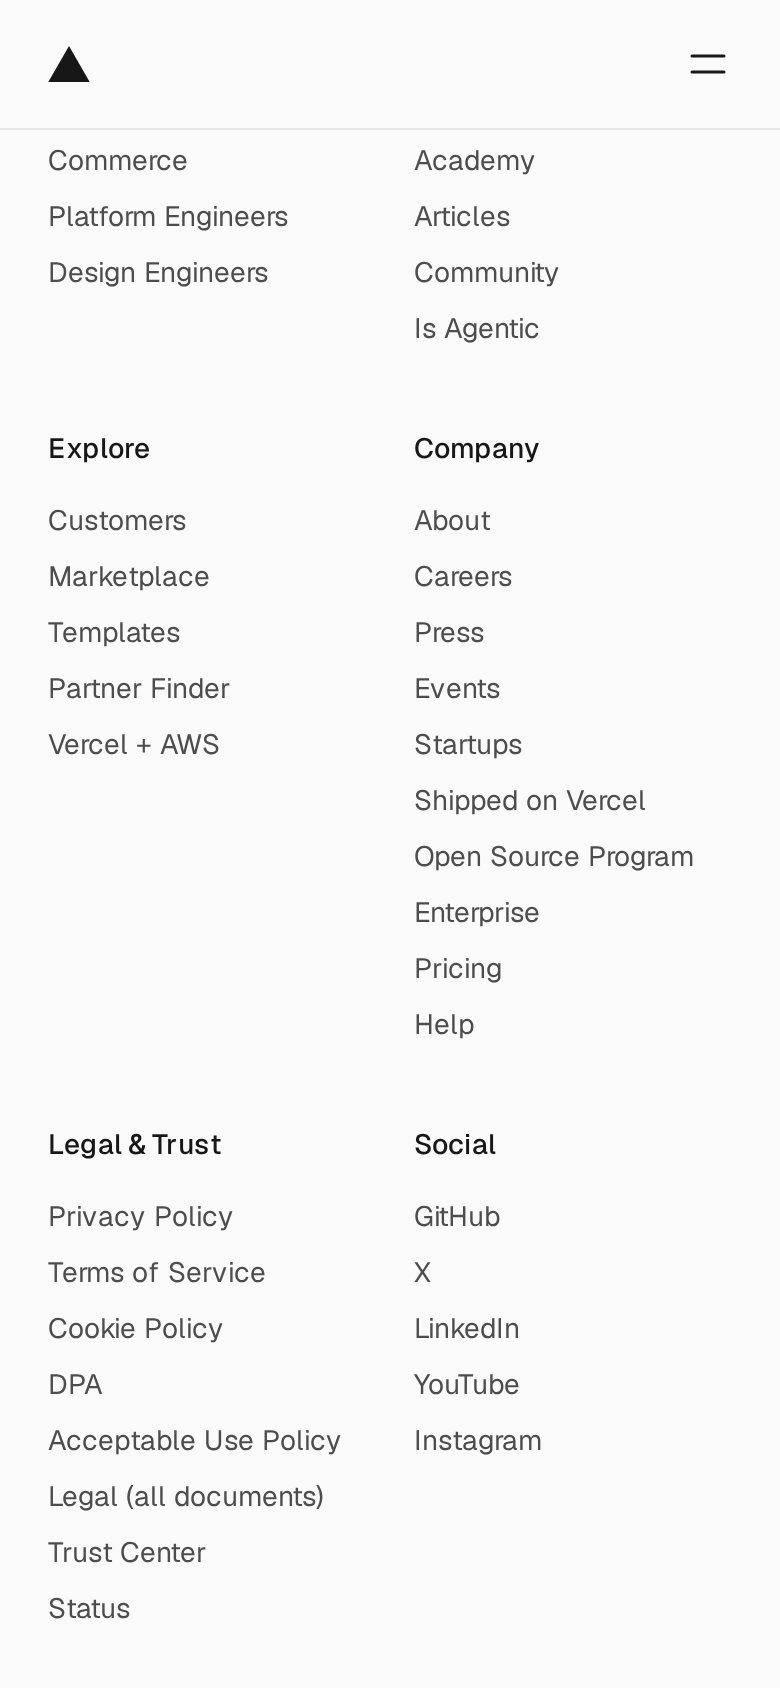 Commerce
Platform Engineers
Design Engineers
Academy
Articles
Community
Is Agentic
Explore
Customers
Marketplace
Templates
Partner Finder
Vercel + AWS
Company
About
Careers
Press
Events
Startups
Shipped on Vercel
Open Source Program
Enterprise
Pricing
Help
Legal & Trust
Privacy Policy
Terms of Service
Cookie Policy
DPA
Acceptable Use Policy
Legal (all documents)
Trust Center
Status
Social
GitHub
X
LinkedIn
YouTube
Instagram